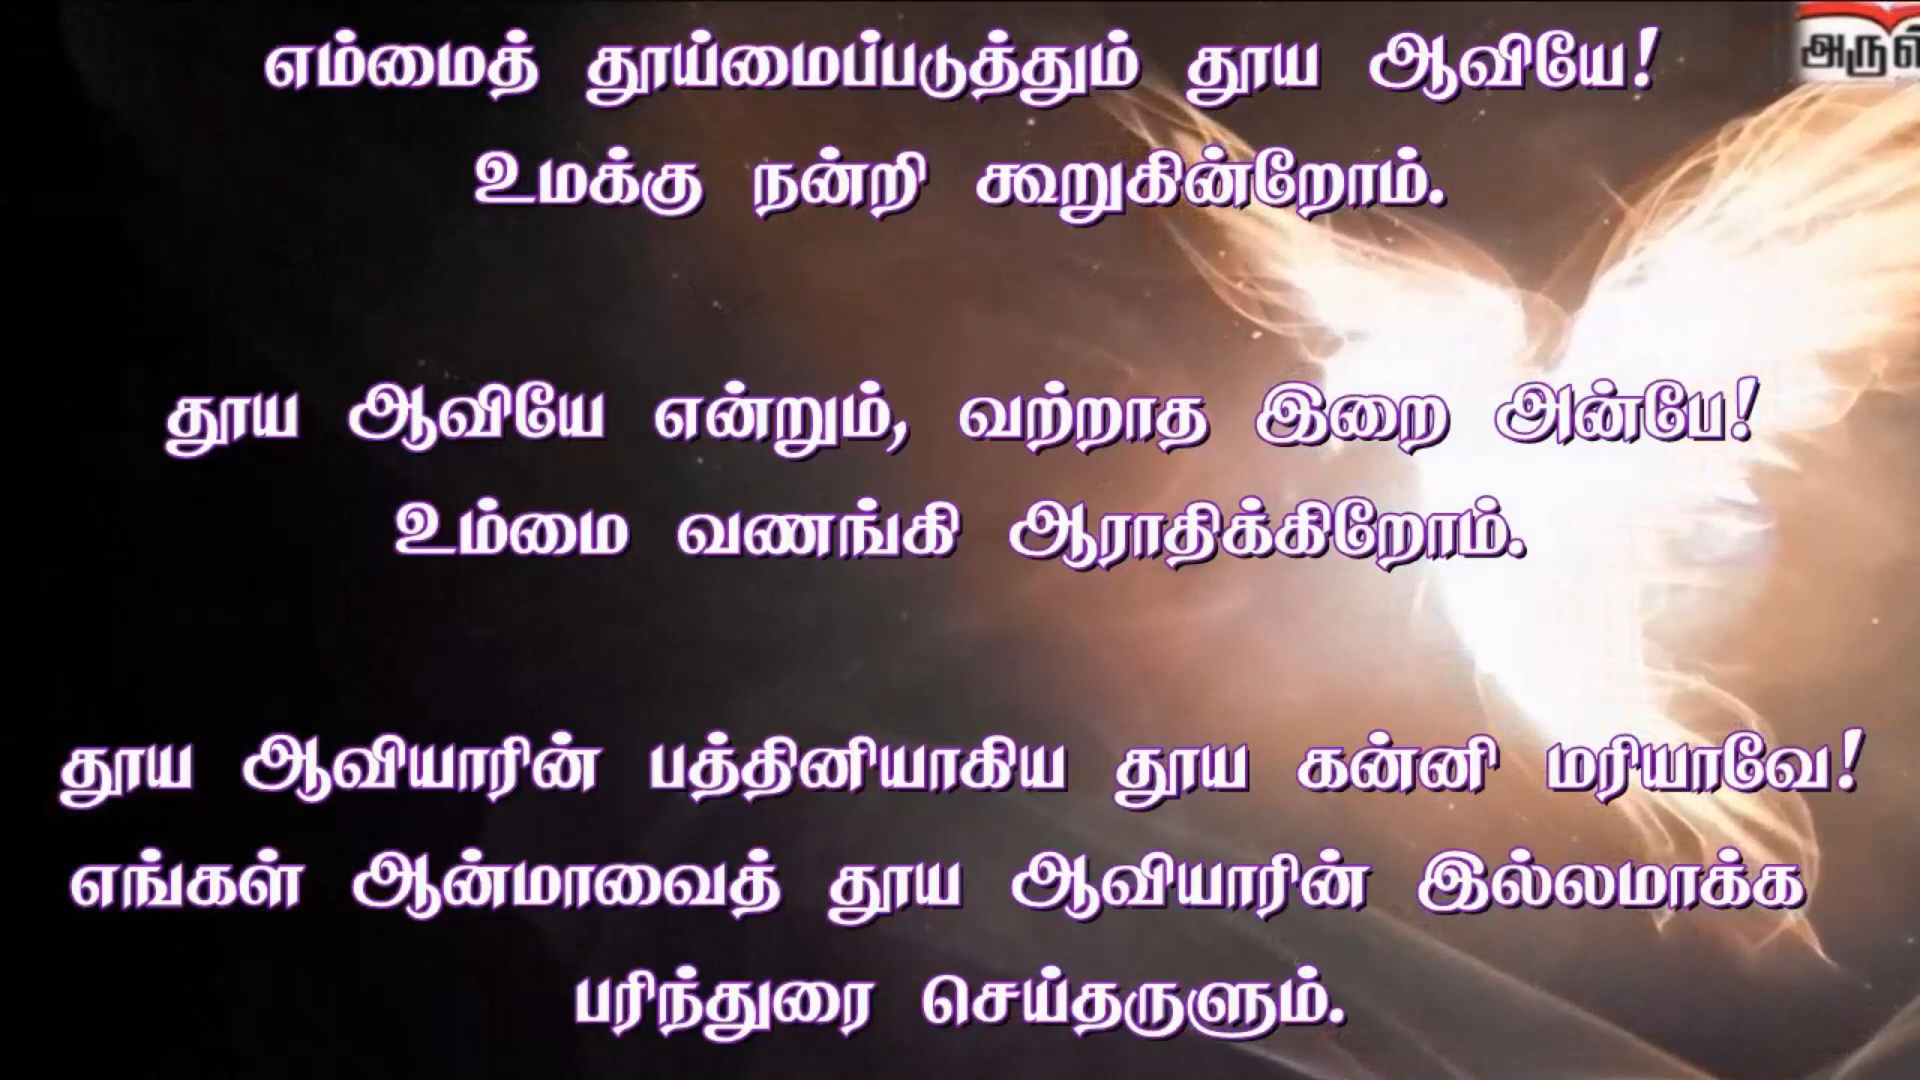 எம்மைத் தூய்மைப்படுத்தும் தூய ஆவியே!
உமக்கு நன்றி கூறுகின்றோம்.
தூய ஆவியே என்றும், வற்றாத இறை அன்பே!
உம்மை வணங்கி ஆராதிக்கிறோம்.
தூய ஆவியாரின் பத்தினியாகிய தூய கன்னி மரியாவே!
எங்கள் ஆன்மாவைத் தூய ஆவியாரின் இல்லமாக்க
பரிந்துரை செய்தருளும்.